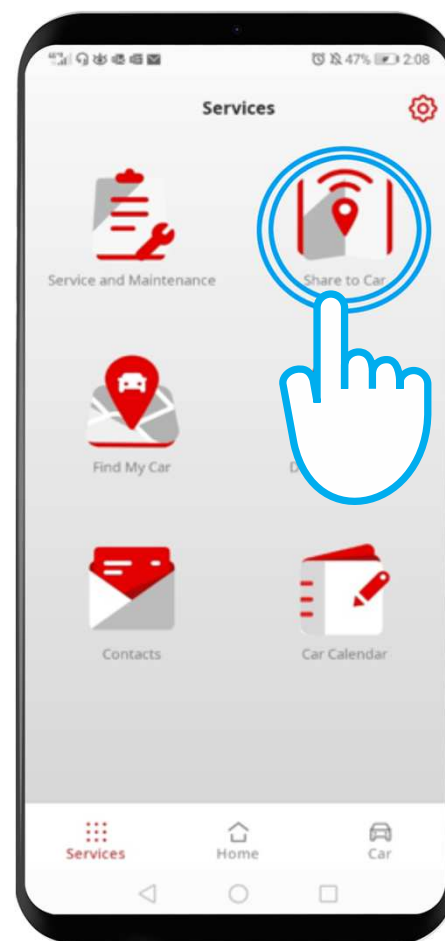 47% 2:08
Services
Service and Maintenance
Share to Car
Find My Car
D
Contacts
Car Calendar
Services
Home
Car